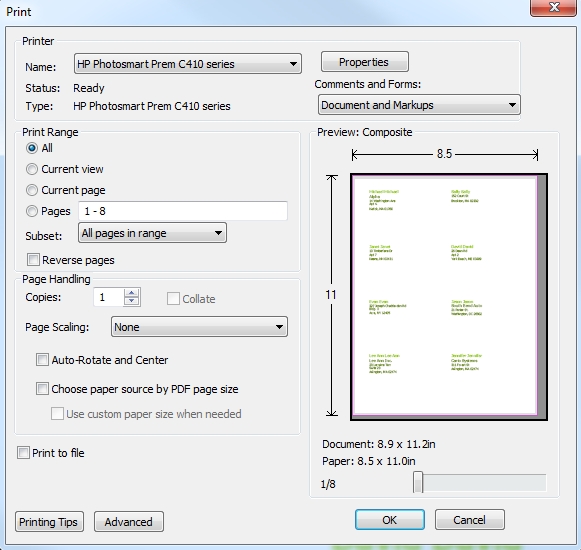 Print
Printer
Name: HP Photosmart Prem C410 series Properties
Status: Ready
Comments and Forms:
Type: HP Photosmart Prem C410 series
Document and Markups
Print Range
All
Current view
Current page
Pages 1 - 8
Subset: All pages in range
Reverse pages
Page Handling
Copies: 1 Collate
Page Scaling: None
Auto-Rotate and Center
Choose paper source by PDF page size
Use custom paper size when needed
Print to file
Preview: Composite
8.5
11
Document: 8.9 x 11.2in
Paper: 8.5 x 11.0in
1/8
Printing Tips Advanced OK Cancel